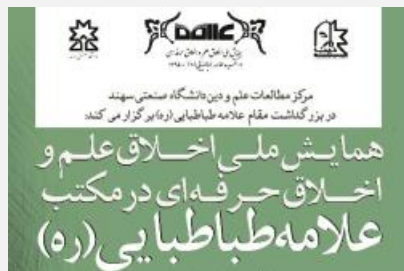 مرکز مطالعات علم و دین دانشگاه صنعتی سهند
در بزرگداشت مقام علامه طباطبایی (ره) برگزار می کند:
همایش ملی اخلاق علم و
اخلاق حرفه‌ای در مکتب
علامه طباطبایی (ره)